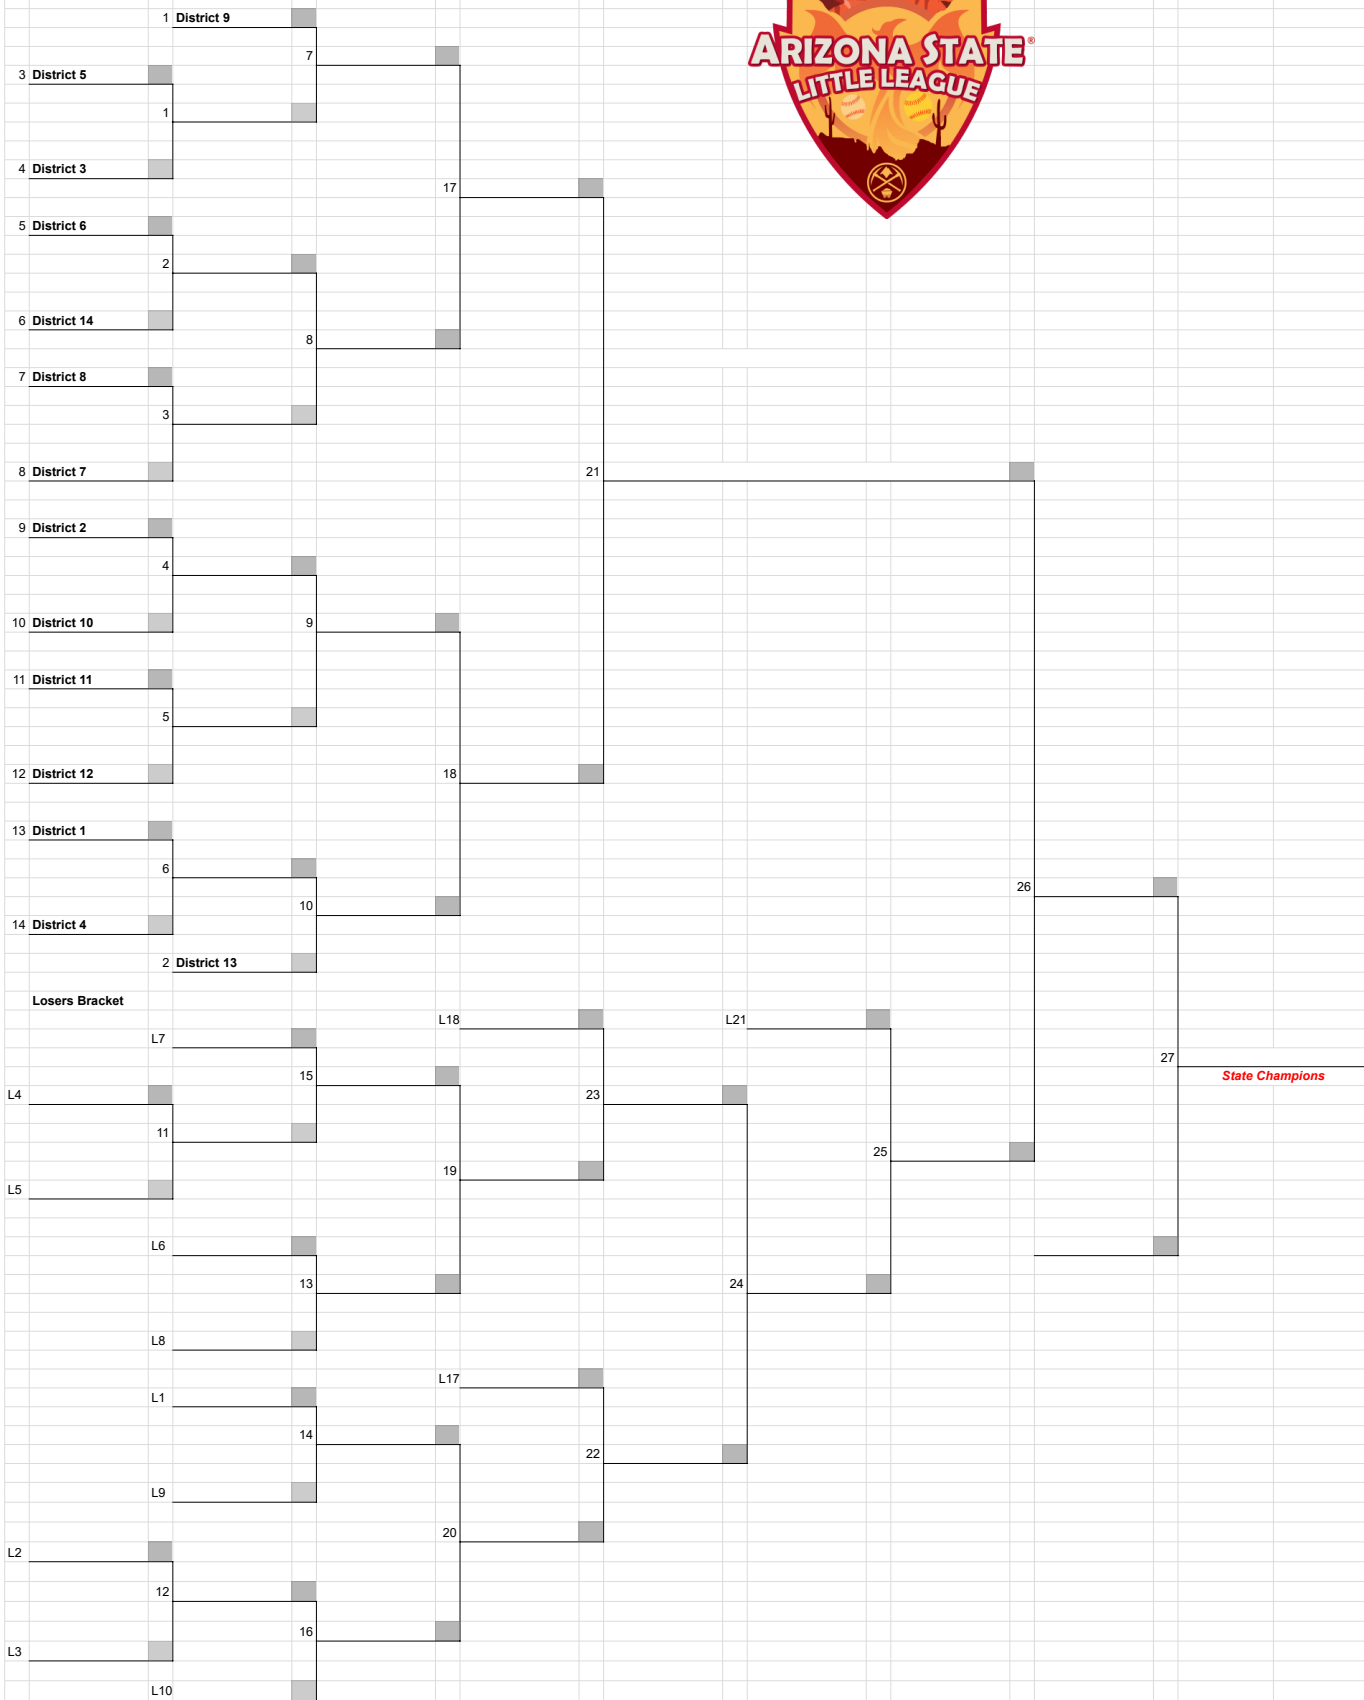 1 District 9
ARIZONA STATE®
LITTLE LEAGUE
7
3 District 5
1
4 District 3
17
5 District 6
2
6 District 14
8
7 District 8
3
8 District 7
21
9 District 2
4
10 District 10
9
11 District 11
5
12 District 12
18
13 District 1
6
26
10
14 District 4
2 District 13
Losers Bracket
L18
L21
L7
27
15
State Champions
L4
23
11
25
19
L5
L6
13
24
L8
L17
L1
14
22
L9
20
L2
12
16
L3
L10